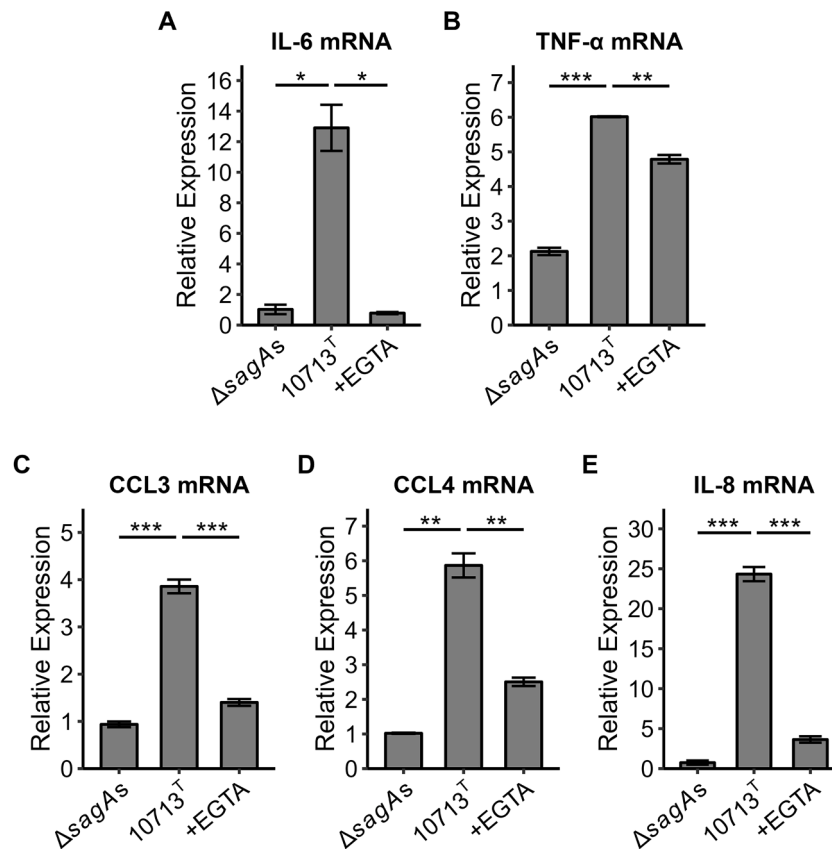 A
IL-6 mRNA
Relative Expression
16
14
12
10
8
6
4
2
0
* *
ΔsagAs
10713ᵀ
+EGTA
B
TNF-α mRNA
Relative Expression
7
6
5
4
3
2
1
0
*** **
ΔsagAs
10713ᵀ
+EGTA
C
CCL3 mRNA
Relative Expression
5
4
3
2
1
0
*** ***
ΔsagAs
10713ᵀ
+EGTA
D
CCL4 mRNA
Relative Expression
7
6
5
4
3
2
1
0
** **
ΔsagAs
10713ᵀ
+EGTA
E
IL-8 mRNA
Relative Expression
30
25
20
15
10
5
0
*** ***
ΔsagAs
10713ᵀ
+EGTA